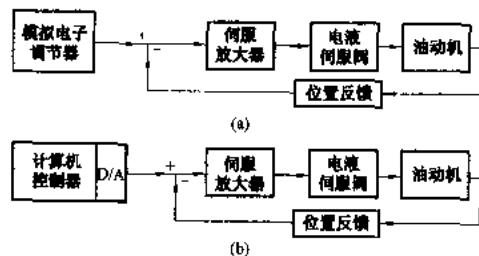 模拟电子
调节器
+
−
伺服
放大器
电液
伺服阀
油动机
位置反馈
(a)
计算机
控制器
D/A
+
−
伺服
放大器
电液
伺服阀
油动机
位置反馈
(b)